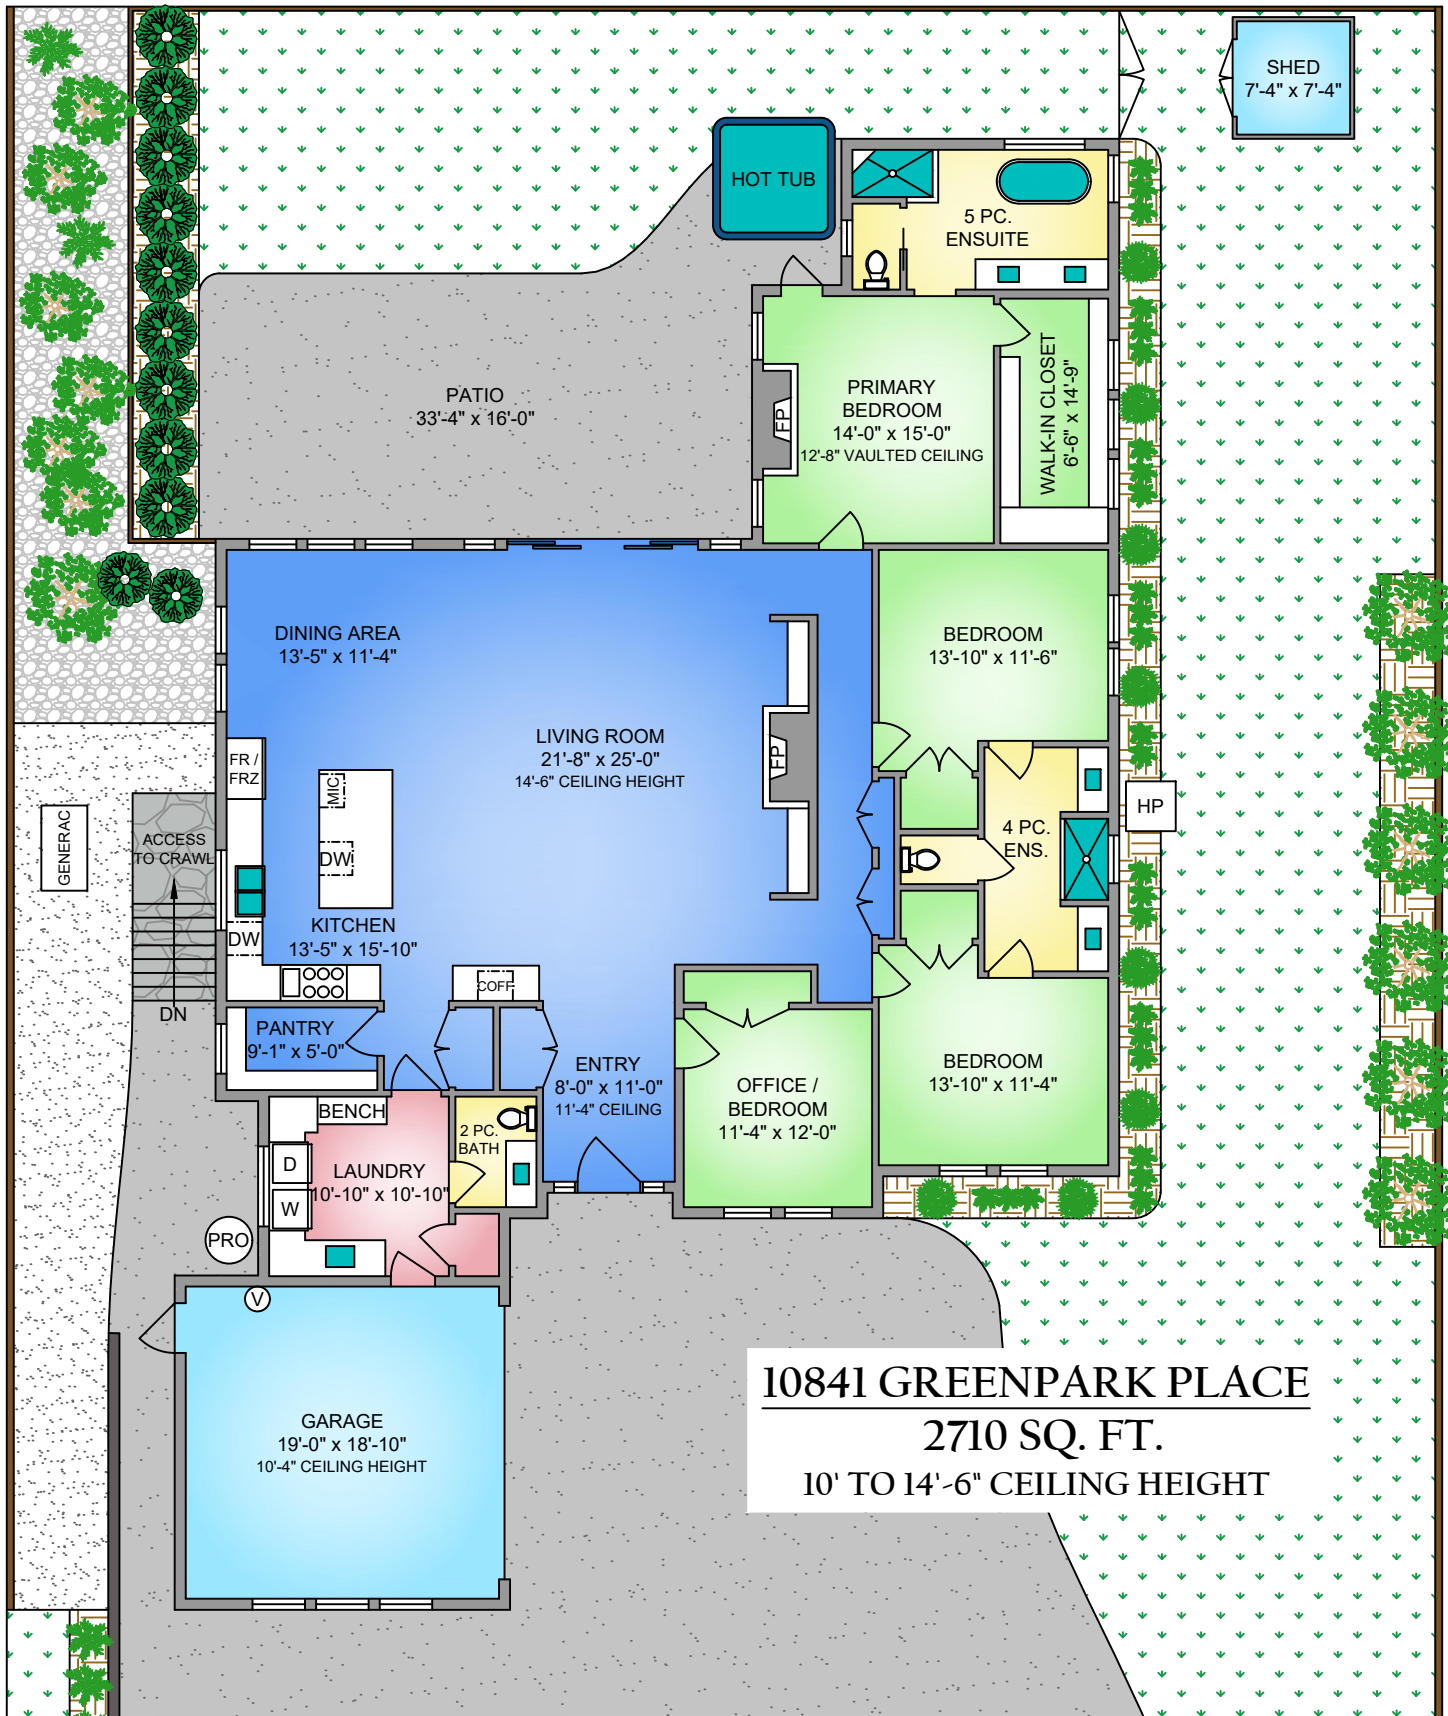 SHED
7'-4" x 7'-4"
HOT TUB
5 PC.
ENSUITE
PATIO
33'-4" x 16'-0"
FP
PRIMARY
BEDROOM
14'-0" x 15'-0"
12'-8" VAULTED CEILING
WALK-IN CLOSET
6'-6" x 14'-9"
DINING AREA
13'-5" x 11'-4"
BEDROOM
13'-10" x 11'-6"
LIVING ROOM
21'-8" x 25'-0"
14'-6" CEILING HEIGHT
FP
FR /
FRZ
MIC
DW
GENERAC
ACCESS
TO CRAWL
HP
4 PC.
ENS.
KITCHEN
13'-5" x 15'-10"
DW
COFF
DN
PANTRY
9'-1" x 5'-0"
ENTRY
8'-0" x 11'-0"
11'-4" CEILING
OFFICE /
BEDROOM
11'-4" x 12'-0"
BEDROOM
13'-10" x 11'-4"
BENCH
2 PC.
BATH
D
LAUNDRY
10'-10" x 10'-10"
W
PRO
V
GARAGE
19'-0" x 18'-10"
10'-4" CEILING HEIGHT
10841 GREENPARK PLACE
2710 SQ. FT.
10' TO 14'-6" CEILING HEIGHT